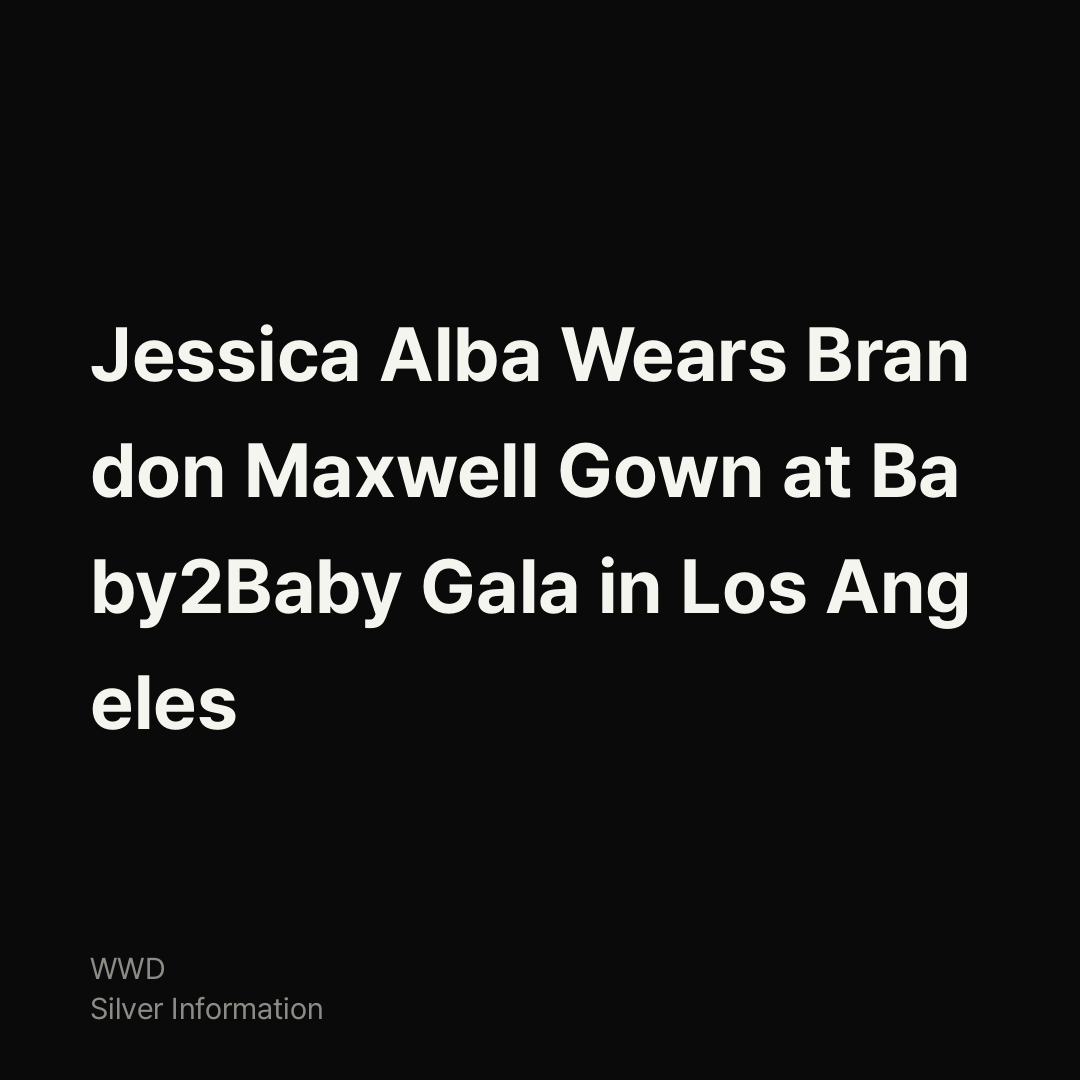 Jessica Alba Wears Bran
don Maxwell Gown at Ba
by2Baby Gala in Los Ang
eles
WWD
Silver Information